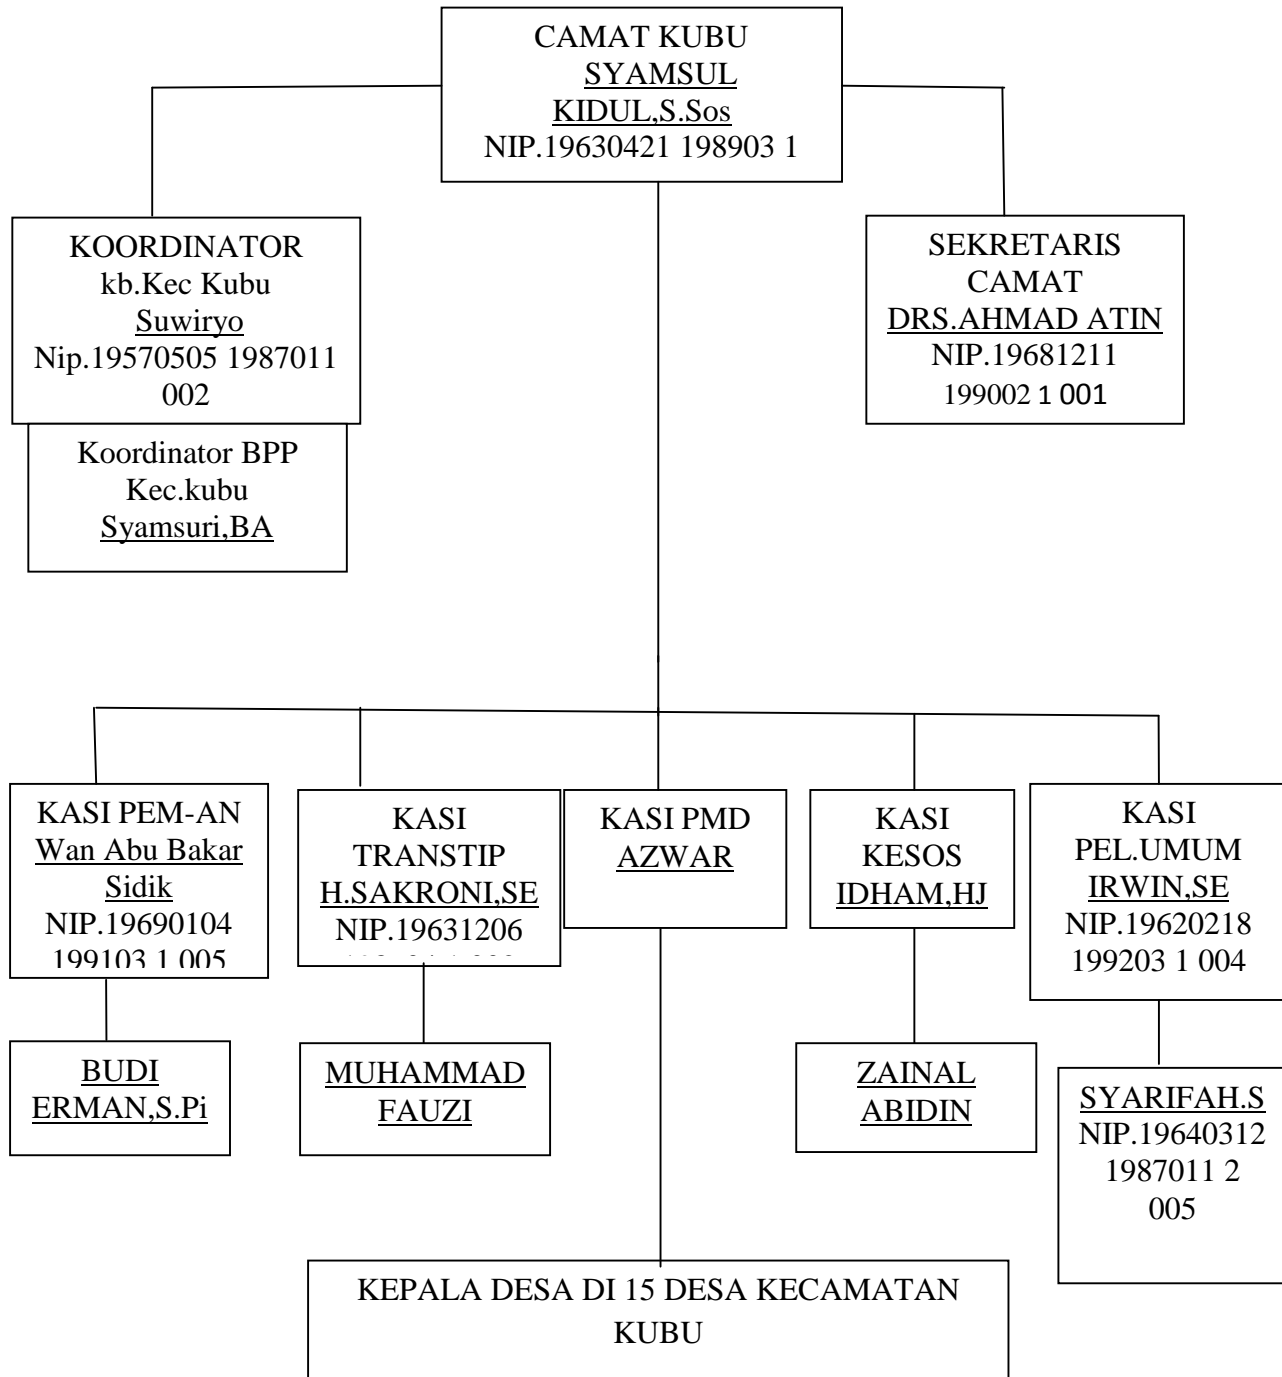 CAMAT KUBU
SYAMSUL
KIDUL,S.Sos
NIP.19630421 198903 1
KOORDINATOR
kb.Kec Kubu
Suwiryo
Nip.19570505 1987011
002
SEKRETARIS
CAMAT
DRS.AHMAD ATIN
NIP.19681211
199002 1 001
Koordinator BPP
Kec.kubu
Syamsuri,BA
KASI PEM-AN
Wan Abu Bakar
Sidik
NIP.19690104
199103 1 005
KASI
TRANSTIP
H.SAKRONI,SE
NIP.19631206
KASI PMD
AZWAR
KASI
KESOS
IDHAM,HJ
KASI
PEL.UMUM
IRWIN,SE
NIP.19620218
199203 1 004
BUDI
ERMAN,S.Pi
MUHAMMAD
FAUZI
ZAINAL
ABIDIN
SYARIFAH.S
NIP.19640312
1987011 2
005
KEPALA DESA DI 15 DESA KECAMATAN
KUBU